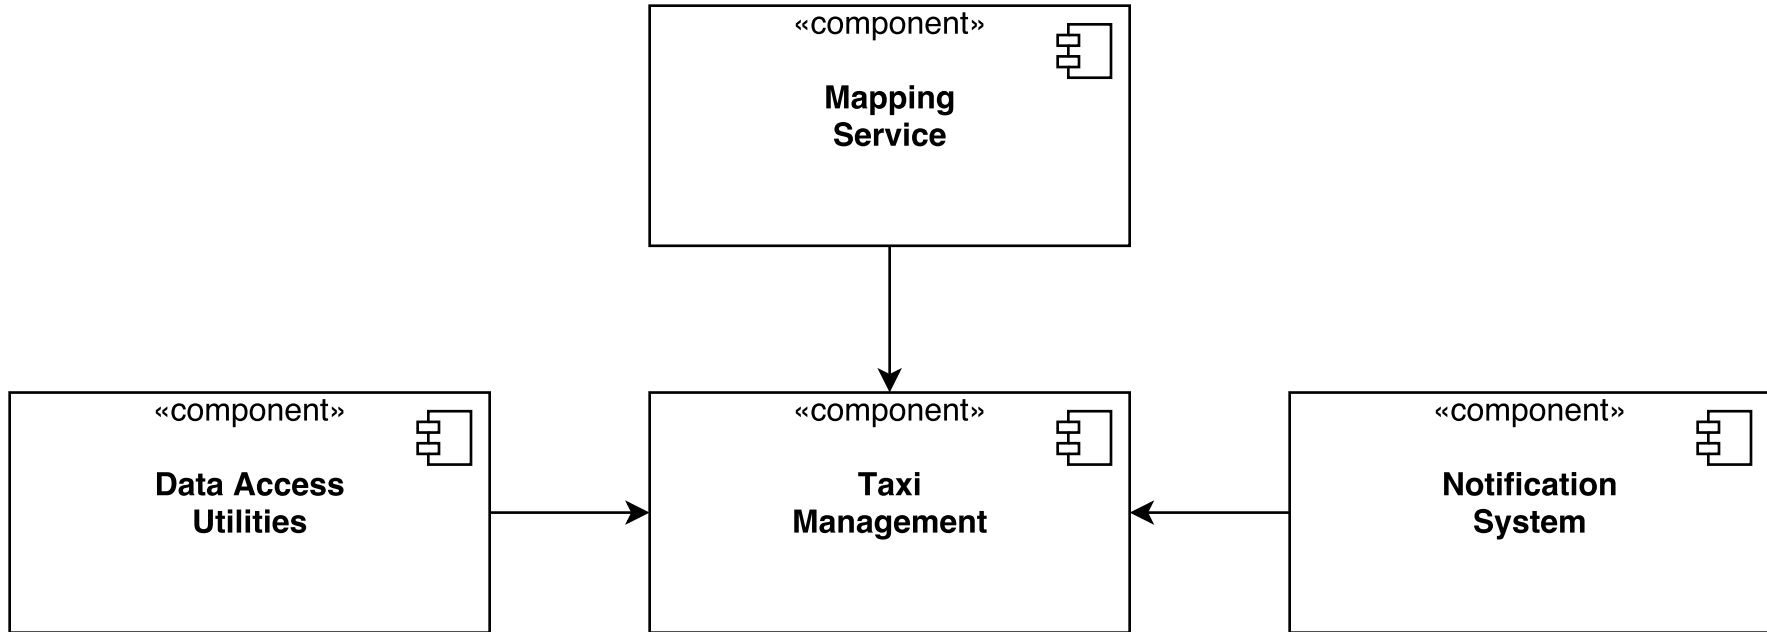 «component»
Mapping
Service
«component»
Data Access
Utilities
«component»
Taxi
Management
«component»
Notification
System